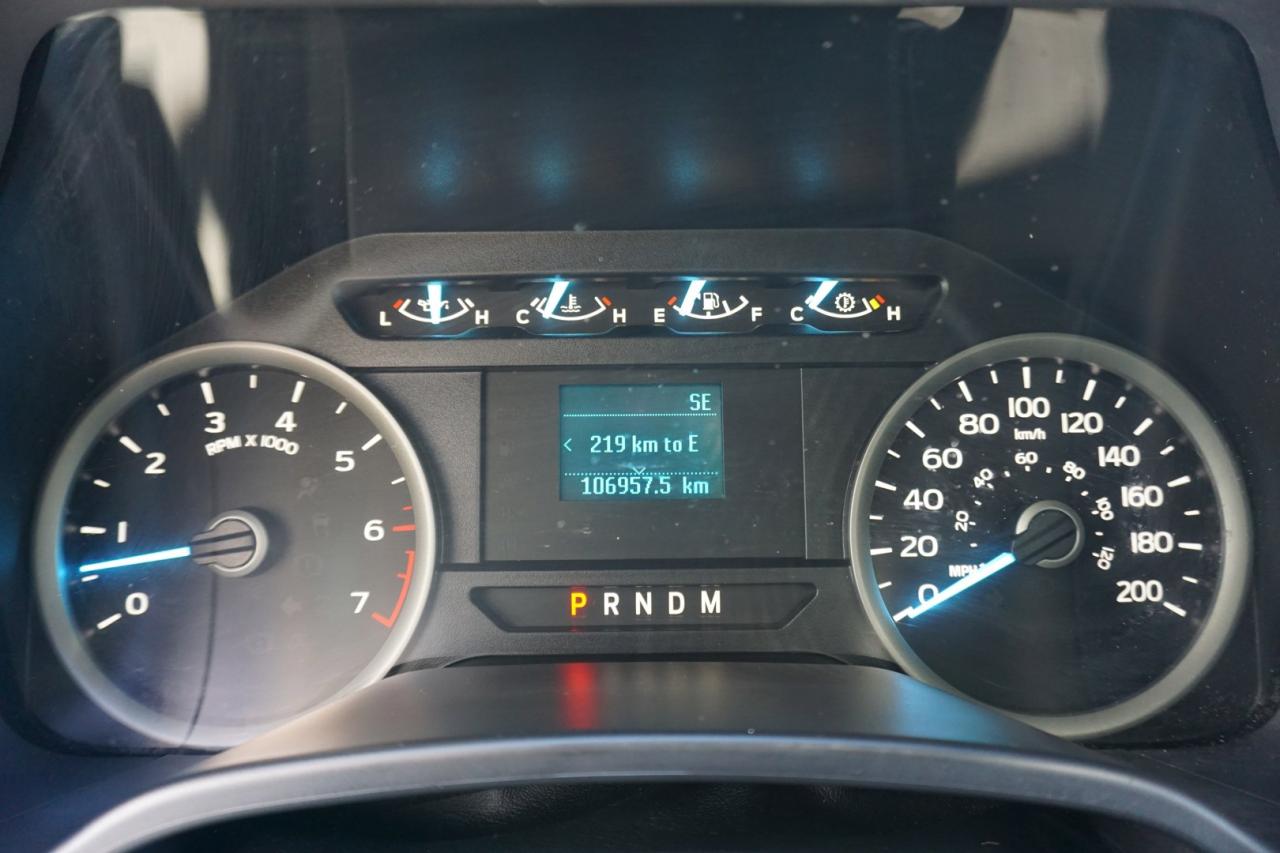 L H C H E F C H
3 4
RPM X 1000
2 5
1 6
0 7
SE
< 219 km to E
106957.5 km
P R N D M
80 100 120
km/h
60 140
40 160
20 180
0 200
20 40 60 80 100 120
MPH